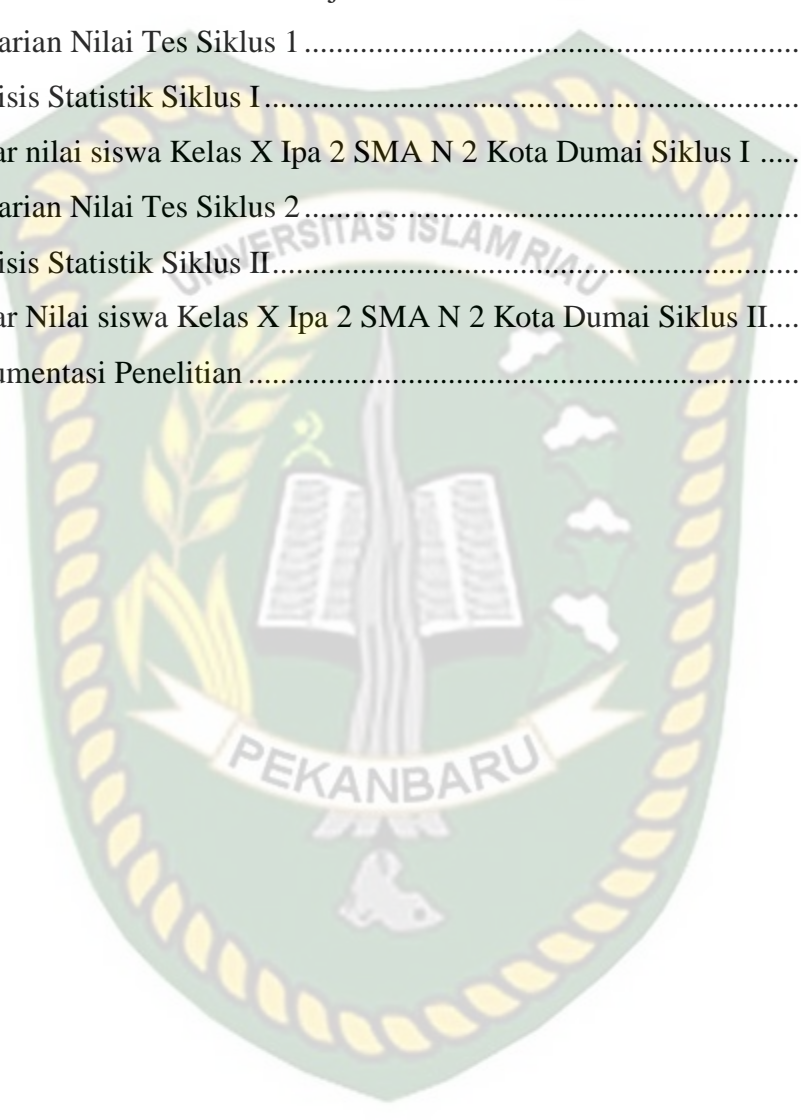 arian Nilai Tes Siklus 1 ........................................................
isis Statistik Siklus I ........................................................
ar nilai siswa Kelas X Ipa 2 SMA N 2 Kota Dumai Siklus I .....
arian Nilai Tes Siklus 2 ........................................................
isis Statistik Siklus II ........................................................
ar Nilai siswa Kelas X Ipa 2 SMA N 2 Kota Dumai Siklus II....
umentasi Penelitian ........................................................
UNIVERSITAS ISLAM RIAU
PEKANBARU